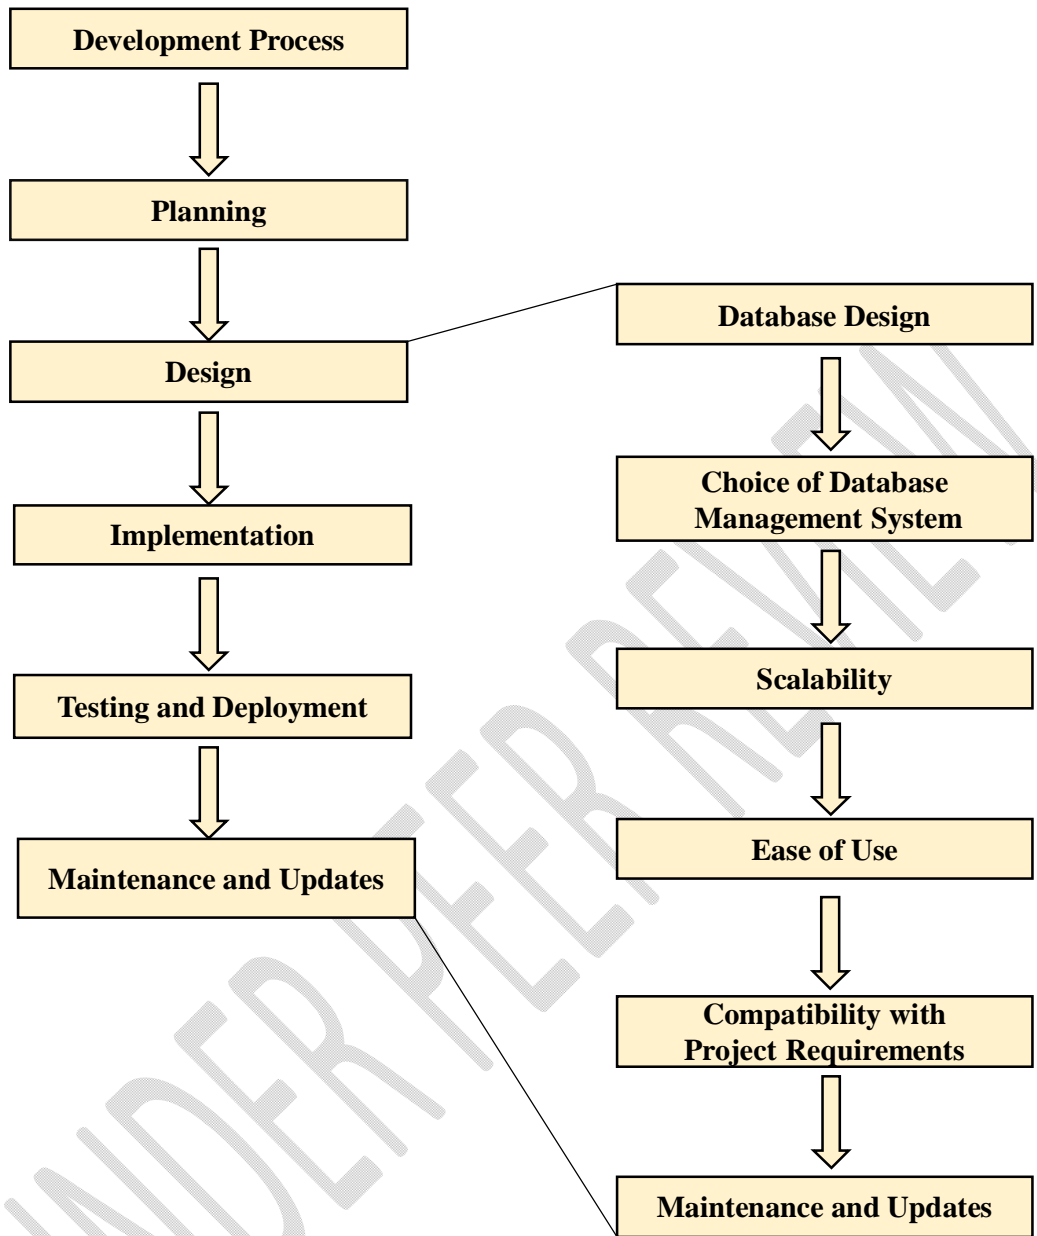 Development Process
Planning
Design
Implementation
Testing and Deployment
Maintenance and Updates
Database Design
Choice of Database
Management System
Scalability
Ease of Use
Compatibility with
Project Requirements
Maintenance and Updates
UNDER PEER REVIEW